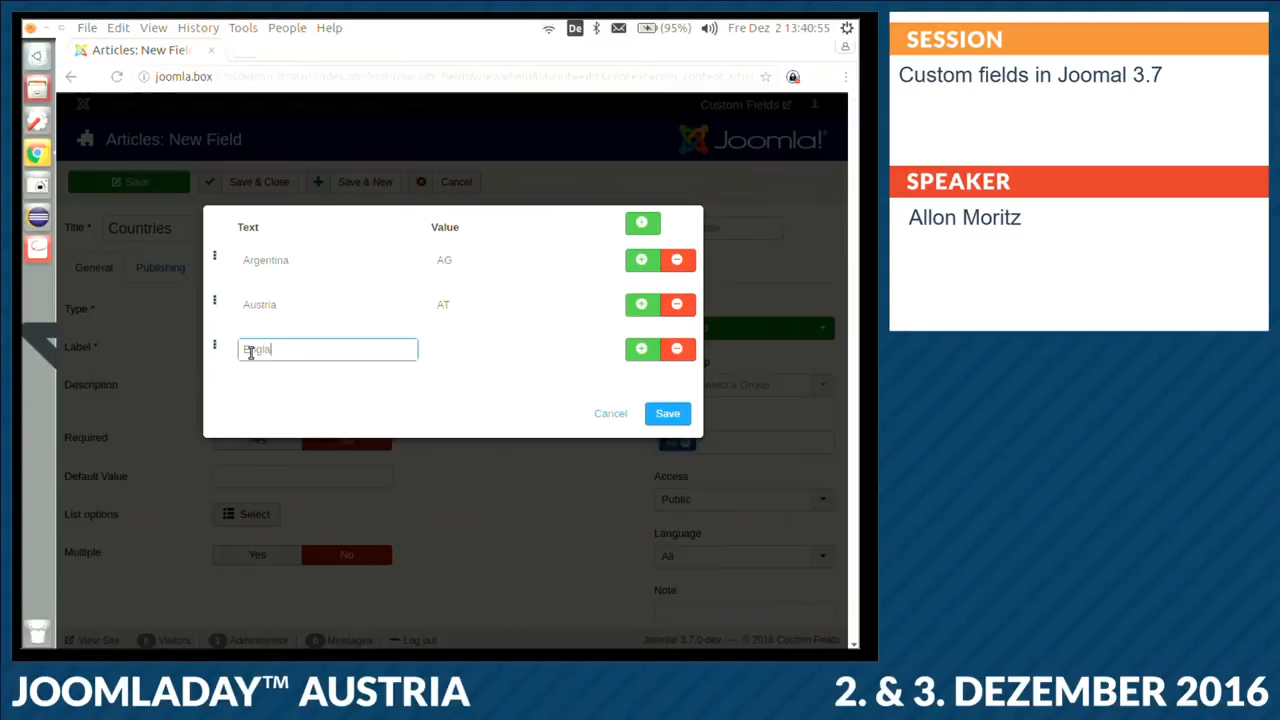 File Edit View History Tools People Help
De (95%) Fre Dez 2 13:40:55
Articles: New Fiel
joomla.box
Custom Fields
Articles: New Field
Joomla!
Save Save & Close Save & New Cancel
Title * Countries
General Publishing
Type *
Label *
Description
Required
Default Value
List options Select
Multiple Yes No
Text Value
Argentina AG
Austria AT
Engla
Cancel Save
Select a Group
Access
Public
Language
All
Note
View Site Visitors Administrator Messages Log out
Joomla! 3.7.0-dev — © 2016 Custom Fields
SESSION
Custom fields in Joomal 3.7
SPEAKER
Allon Moritz
JOOMLADAY™ AUSTRIA
2. & 3. DEZEMBER 2016